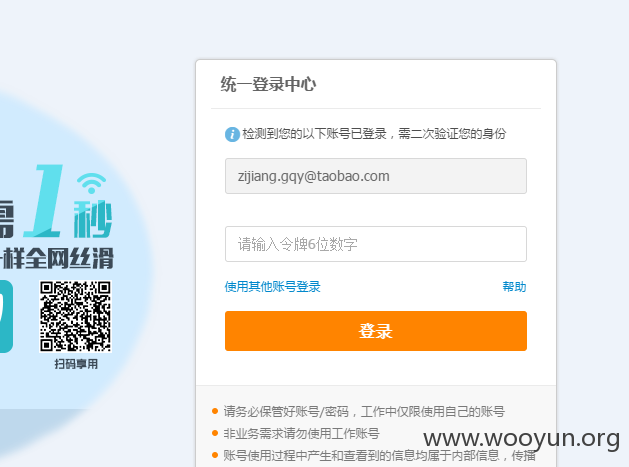 统一登录中心
检测到您的以下账号已登录，需二次验证您的身份
zijiang.gqy@taobao.com
需1秒
一样全网丝滑
扫码享用
请输入令牌6位数字
使用其他账号登录
帮助
登录
请务必保管好账号/密码，工作中仅限使用自己的账号
非业务需求请勿使用工作账号
账号使用过程中产生和查看到的信息均属于内部信息，传播
www.wooyun.org